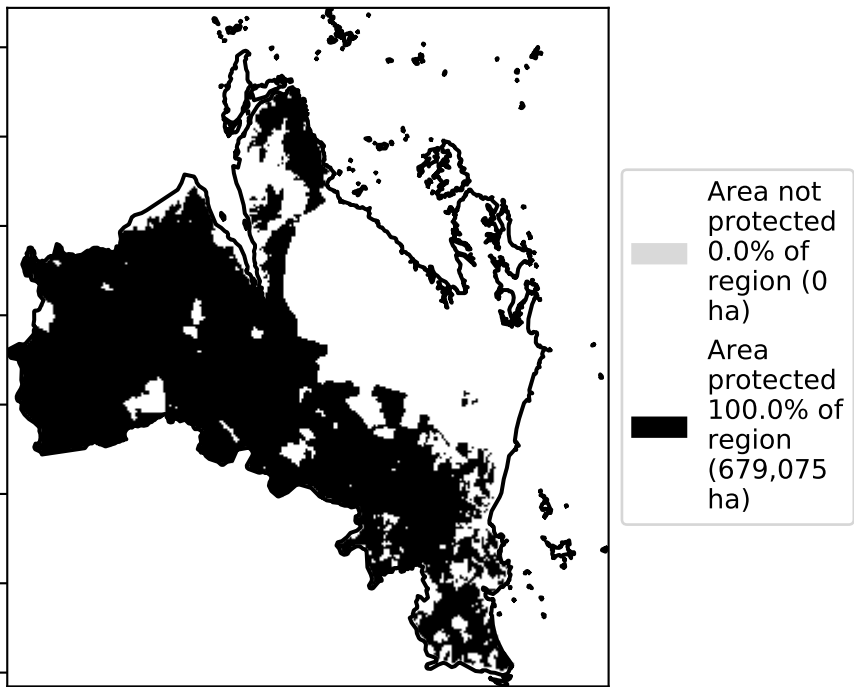 Area not
protected
0.0% of
region (0
ha)
Area
protected
100.0% of
region
(679,075
ha)